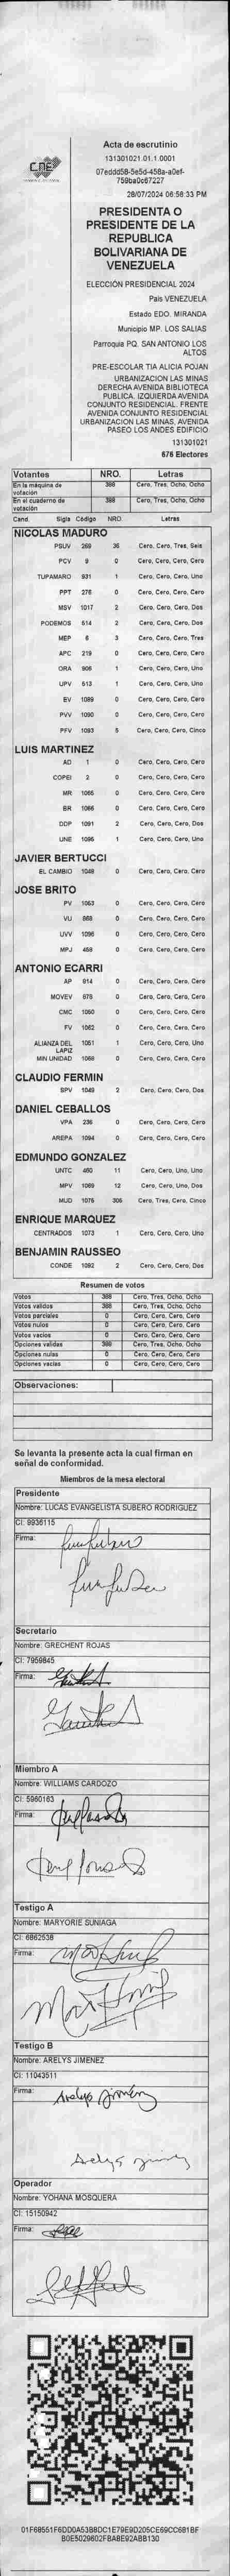 CNE
Acta de escrutinio
131301021.01.1.0001
07eddd58-5e5d-458a-a0ef-
759ba0c67227
28/07/2024 06:56:33 PM
PRESIDENTA O
PRESIDENTE DE LA
REPUBLICA
BOLIVARIANA DE
VENEZUELA
ELECCIÓN PRESIDENCIAL 2024
País VENEZUELA
Estado EDO. MIRANDA
Municipio MP. LOS SALIAS
Parroquia PQ. SAN ANTONIO LOS
ALTOS
PRE-ESCOLAR TIA ALICIA POJAN
URBANIZACION LAS MINAS
DERECHA AVENIDA BIBLIOTECA
PUBLICA. IZQUIERDA AVENIDA
CONJUNTO RESIDENCIAL. FRENTE
AVENIDA CONJUNTO RESIDENCIAL
URBANIZACION LAS MINAS, AVENIDA
PASEO LOS ANDES EDIFICIO
131301021
676 Electores
Votantes NRO. Letras
En la máquina de votación 388 Cero, Tres, Ocho, Ocho
En el cuaderno de votación 388 Cero, Tres, Ocho, Ocho
Cand. Sigla Código NRO. Letras
NICOLAS MADURO
PSUV 269 36 Cero, Cero, Tres, Seis
PCV 9 0 Cero, Cero, Cero, Cero
TUPAMARO 931 1 Cero, Cero, Cero, Uno
PPT 276 0 Cero, Cero, Cero, Cero
MSV 1017 2 Cero, Cero, Cero, Dos
PODEMOS 514 2 Cero, Cero, Cero, Dos
MEP 6 3 Cero, Cero, Cero, Tres
APC 219 0 Cero, Cero, Cero, Cero
ORA 906 1 Cero, Cero, Cero, Uno
UPV 613 1 Cero, Cero, Cero, Uno
EV 1089 0 Cero, Cero, Cero, Cero
PVV 1090 0 Cero, Cero, Cero, Cero
PFV 1093 5 Cero, Cero, Cero, Cinco
LUIS MARTINEZ
AD 1 0 Cero, Cero, Cero, Cero
COPEI 2 0 Cero, Cero, Cero, Cero
MR 1065 0 Cero, Cero, Cero, Cero
BR 1066 0 Cero, Cero, Cero, Cero
DDP 1091 2 Cero, Cero, Cero, Dos
UNE 1095 1 Cero, Cero, Cero, Uno
JAVIER BERTUCCI
EL CAMBIO 1048 0 Cero, Cero, Cero, Cero
JOSE BRITO
PV 1053 0 Cero, Cero, Cero, Cero
VU 868 0 Cero, Cero, Cero, Cero
UVV 1096 0 Cero, Cero, Cero, Cero
MPJ 458 0 Cero, Cero, Cero, Cero
ANTONIO ECARRI
AP 914 0 Cero, Cero, Cero, Cero
MOVEV 678 0 Cero, Cero, Cero, Cero
CMC 1050 0 Cero, Cero, Cero, Cero
FV 1052 0 Cero, Cero, Cero, Cero
ALIANZA DEL LAPIZ 1051 1 Cero, Cero, Cero, Uno
MIN UNIDAD 1068 0 Cero, Cero, Cero, Cero
CLAUDIO FERMIN
SPV 1049 2 Cero, Cero, Cero, Dos
DANIEL CEBALLOS
VPA 236 0 Cero, Cero, Cero, Cero
AREPA 1094 0 Cero, Cero, Cero, Cero
EDMUNDO GONZALEZ
UNTC 480 11 Cero, Cero, Uno, Uno
MPV 1069 12 Cero, Cero, Uno, Dos
MUD 1075 305 Cero, Tres, Cero, Cinco
ENRIQUE MARQUEZ
CENTRADOS 1073 1 Cero, Cero, Cero, Uno
BENJAMIN RAUSSEO
CONDE 1092 2 Cero, Cero, Cero, Dos
Resumen de votos
Votos 388 Cero, Tres, Ocho, Ocho
Votos válidos 388 Cero, Tres, Ocho, Ocho
Votos parciales 0 Cero, Cero, Cero, Cero
Votos nulos 0 Cero, Cero, Cero, Cero
Votos vacíos 0 Cero, Cero, Cero, Cero
Opciones válidas 388 Cero, Tres, Ocho, Ocho
Opciones nulas 0 Cero, Cero, Cero, Cero
Opciones vacías 0 Cero, Cero, Cero, Cero
Observaciones:
Se levanta la presente acta la cual firman en
señal de conformidad.
Miembros de la mesa electoral
Presidente
Nombre: LUCAS EVANGELISTA SUBERO RODRIGUEZ
CI: 9936115
Firma:
Secretario
Nombre: GRECHENT ROJAS
CI: 7959845
Firma:
Miembro A
Nombre: WILLIAMS CARDOZO
CI: 5960163
Firma:
Testigo A
Nombre: MARYORIE SUNIAGA
CI: 6862538
Firma:
Testigo B
Nombre: ARELYS JIMENEZ
CI: 11043511
Firma: Arelys Jiménez
Arelys Jiménez
Operador
Nombre: YOHANA MOSQUERA
CI: 15150942
Firma:
01F68551F6DD0A53B8DC1E79E9D205CE69CC681BF
B0E5029602FBABE92ABB130